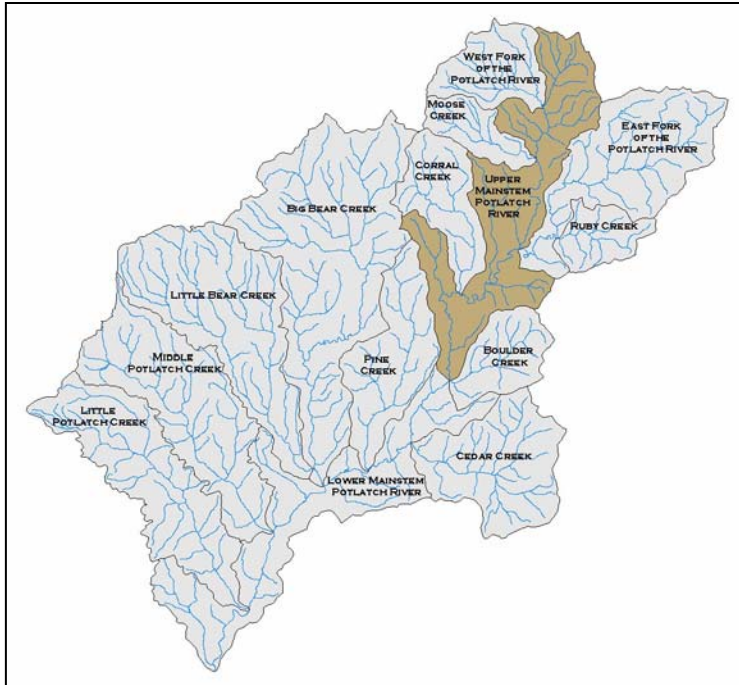 West Fork
of the
Potlatch River
Moose
Creek
East Fork
of the
Potlatch River
Corral
Creek
Upper
Mainstem
Potlatch
River
Big Bear Creek
Ruby Creek
Little Bear Creek
Middle
Potlatch Creek
Pine
Creek
Boulder
Creek
Little
Potlatch Creek
Cedar Creek
Lower Mainstem
Potlatch River